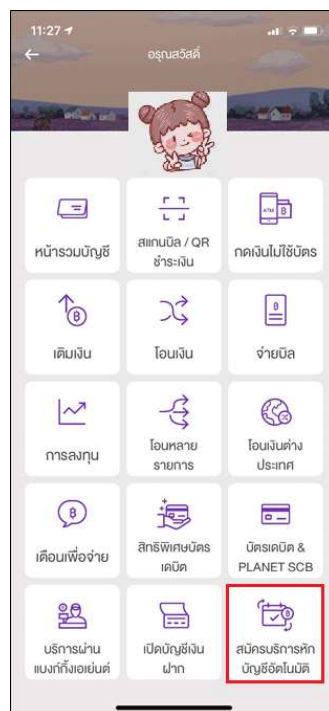 11:27
อรุณสวัสดิ์
หน้ารวมบัญชี
สแกนบิล / QR
ชำระเงิน
ATM
กดเงินไม่ใช้บัตร
เติมเงิน
โอนเงิน
จ่ายบิล
การลงทุน
โอนหลาย
รายการ
โอนเงินต่าง
ประเทศ
เตือนเพื่อจ่าย
สิทธิพิเศษบัตร
เดบิต
บัตรเดบิต &
PLANET SCB
บริการผ่าน
แบงก์กิ้งเอเย่นต์
เปิดบัญชีเงิน
ฝาก
สมัครบริการหัก
บัญชีอัตโนมัติ